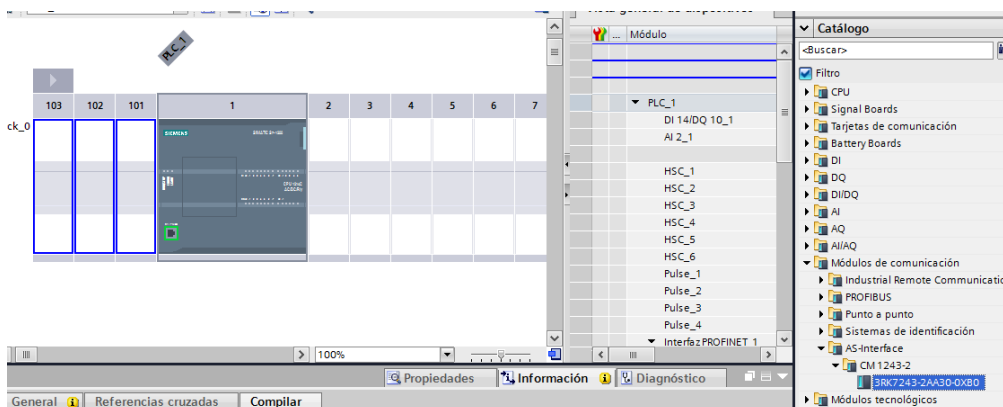 PLC_1
103 102 101 1 2 3 4 5 6 7
ck_0
SIEMENS
100%
Propiedades
Información
Diagnóstico
General
Referencias cruzadas
Compilar
...
Módulo
PLC_1
DI 14/DQ 10_1
AI 2_1
HSC_1
HSC_2
HSC_3
HSC_4
HSC_5
HSC_6
Pulse_1
Pulse_2
Pulse_3
Pulse_4
Interfaz PROFINET_1
Catálogo
<Buscar>
Filtro
CPU
Signal Boards
Tarjetas de comunicación
Battery Boards
DI
DQ
DI/DQ
AI
AQ
AI/AQ
Módulos de comunicación
Industrial Remote Communicatio
PROFIBUS
Punto a punto
Sistemas de identificación
AS-Interface
CM 1243-2
3RK7243-2AA30-0XB0
Módulos tecnológicos